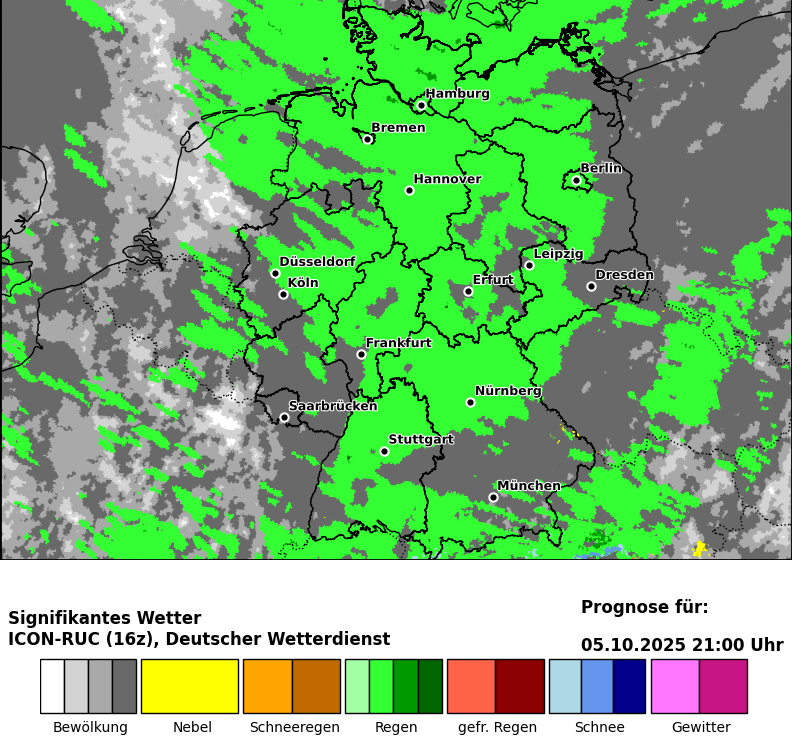 Hamburg
Bremen
Berlin
Hannover
Leipzig
Düsseldorf
Dresden
Köln
Erfurt
Frankfurt
Nürnberg
Saarbrücken
Stuttgart
München
Signifikantes Wetter
ICON-RUC (16z), Deutscher Wetterdienst
Prognose für:
05.10.2025 21:00 Uhr
Bewölkung Nebel Schneeregen Regen gefr. Regen Schnee Gewitter